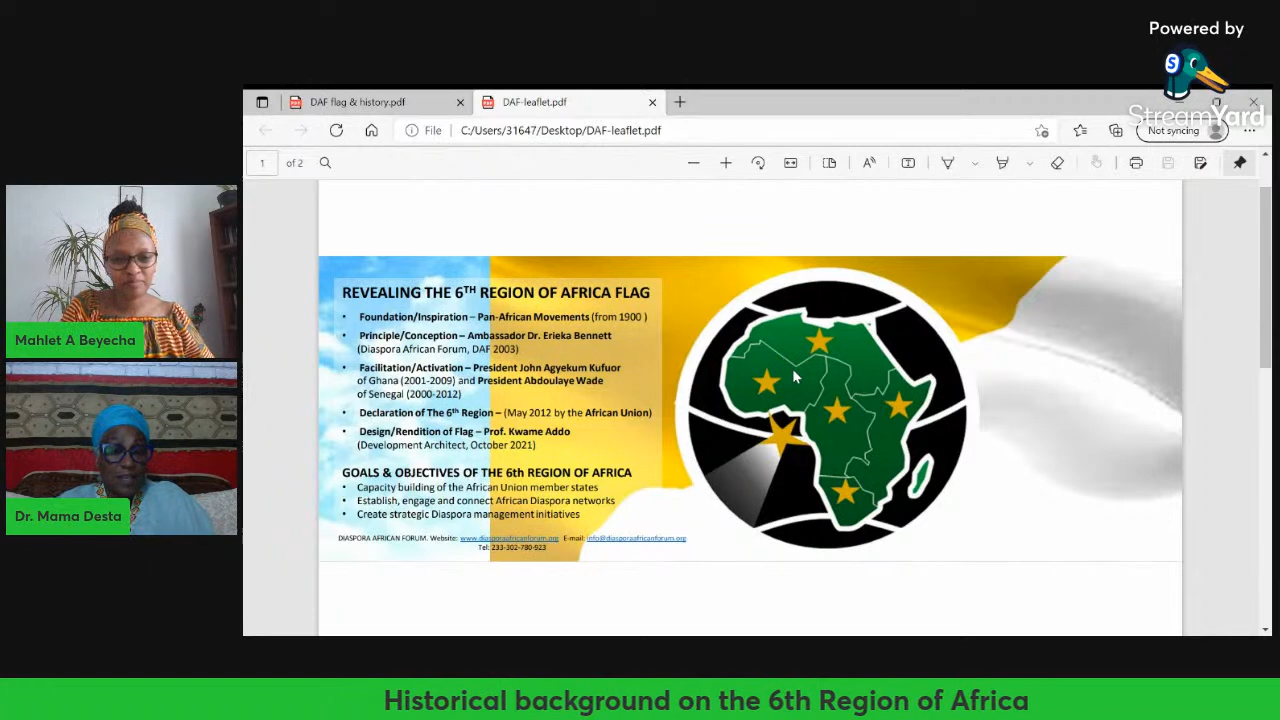 Powered by
StreamYard
DAF flag & history.pdf
DAF-leaflet.pdf
File
C:/Users/31647/Desktop/DAF-leaflet.pdf
Not syncing
1 of 2
REVEALING THE 6TH REGION OF AFRICA FLAG
• Foundation/Inspiration – Pan-African Movements (from 1900 )
• Principle/Conception – Ambassador Dr. Erieka Bennett
(Diaspora African Forum, DAF 2003)
• Facilitation/Activation – President John Agyekum Kufuor
of Ghana (2001-2009) and President Abdoulaye Wade
of Senegal (2000-2012)
• Declaration of The 6th Region – (May 2012 by the African Union)
• Design/Rendition of Flag – Prof. Kwame Addo
(Development Architect, October 2021)
GOALS & OBJECTIVES OF THE 6th REGION OF AFRICA
• Capacity building of the African Union member states
• Establish, engage and connect African Diaspora networks
• Create strategic Diaspora management initiatives
DIASPORA AFRICAN FORUM. Website: www.diasporaafricanforum.org E-mail: info@diasporaafricanforum.org
Tel: 233-302-780-923
Mahlet A Beyecha
Dr. Mama Desta
Historical background on the 6th Region of Africa